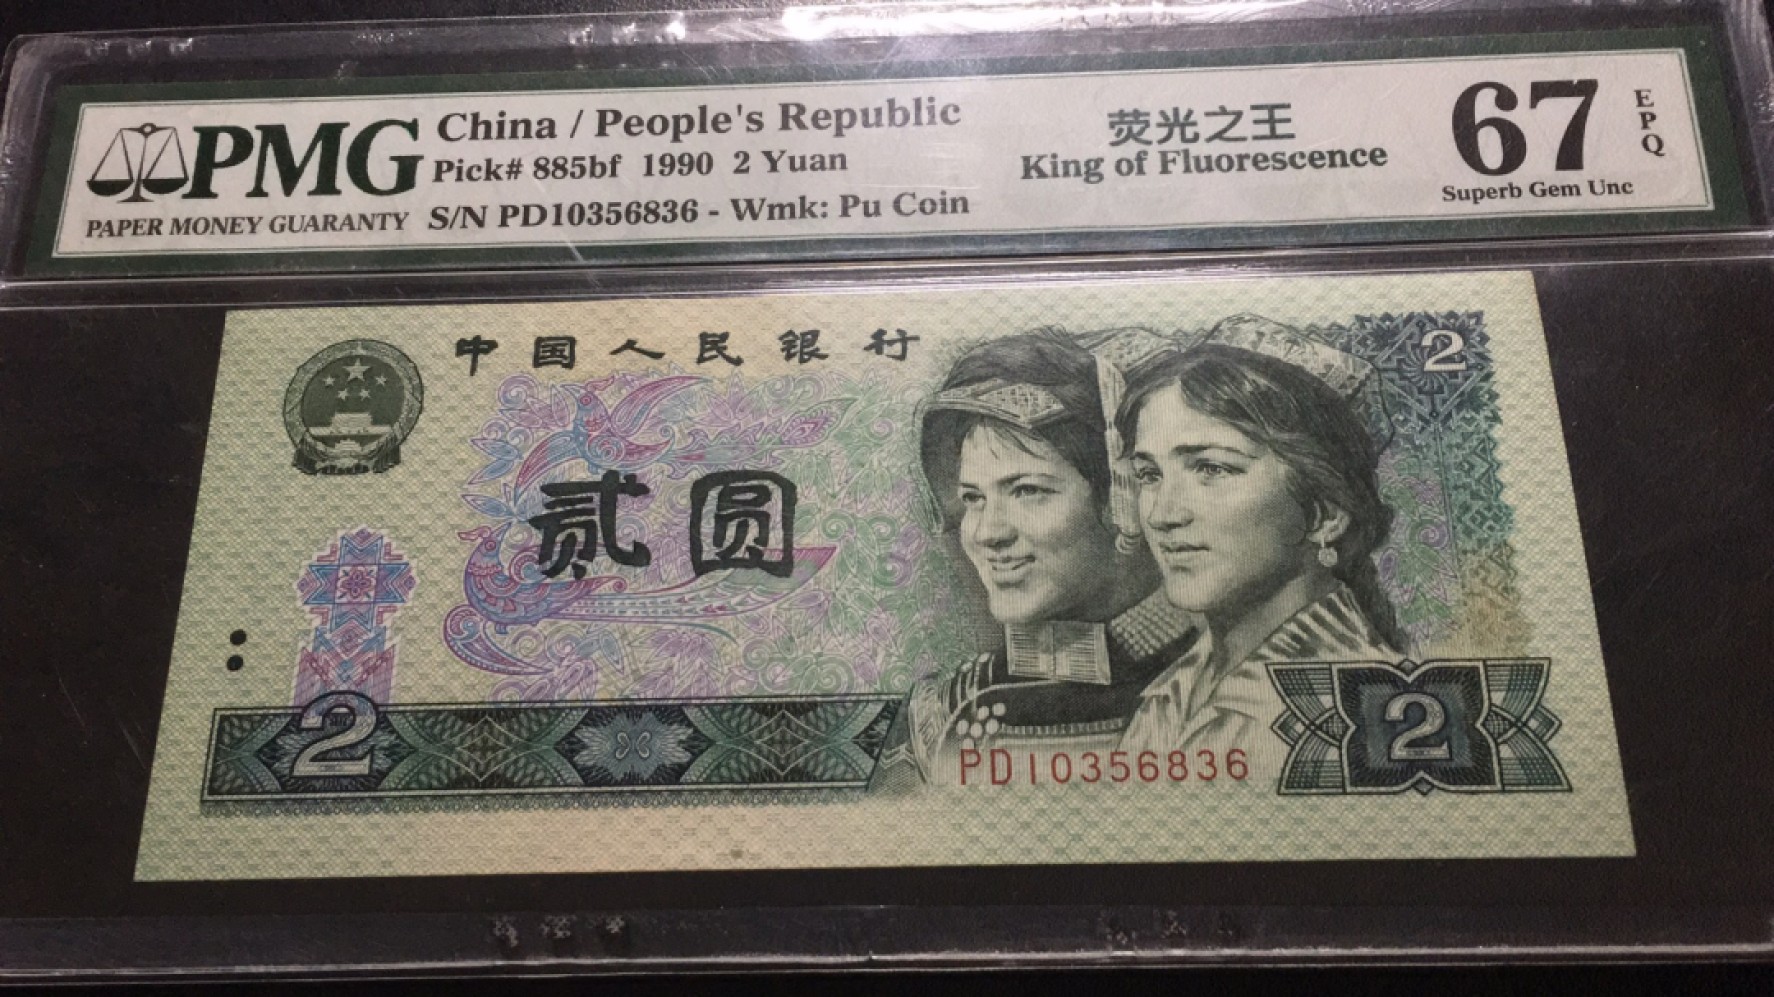 PMG
PAPER MONEY GUARANTY
China / People's Republic
Pick# 885bf 1990 2 Yuan
S/N PD10356836 - Wmk: Pu Coin
荧光之王
King of Fluorescence
67
EPQ
Superb Gem Unc
中国人民银行
2
贰圆
2
PD10356836
2